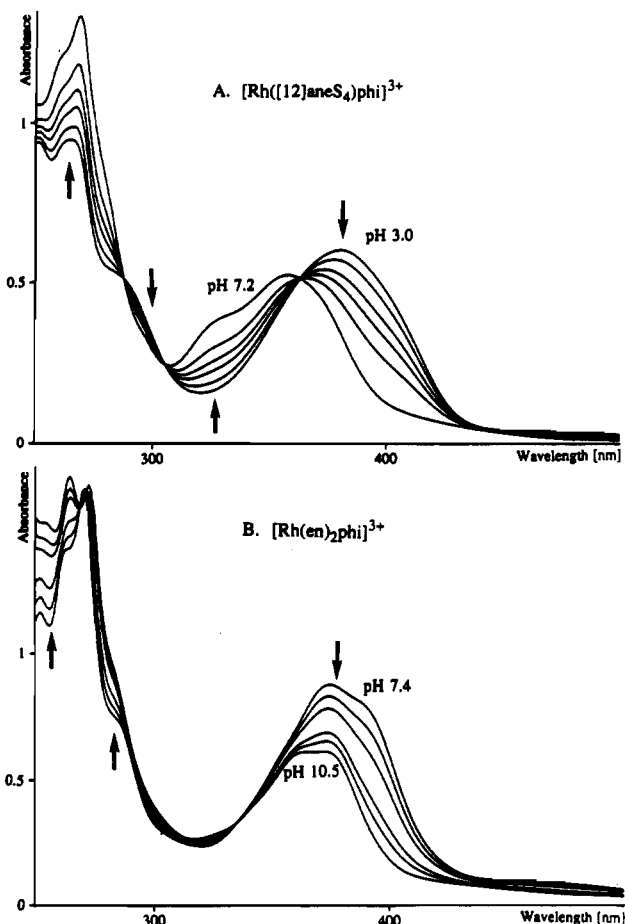 Absorbance
A. [Rh([12]aneS₄)phi]³⁺
1
pH 3.0
pH 7.2
0.5
0
300
400
Wavelength [nm]
Absorbance
B. [Rh(en)₂phi]³⁺
1
pH 7.4
0.5
pH 10.5
0
300
400
Wavelength [nm]